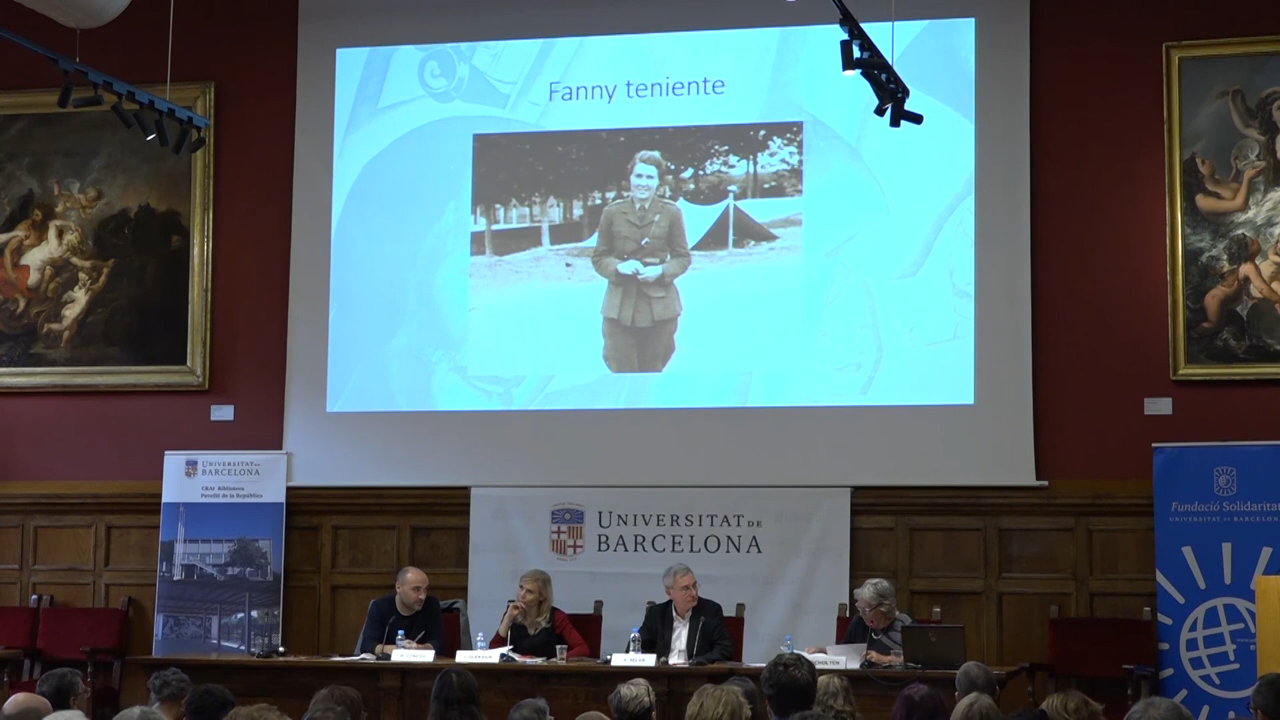 Fanny teniente
UNIVERSITAT DE
BARCELONA
CRAI Biblioteca
Pavelló de la República
UNIVERSITAT DE
BARCELONA
Fundació Solidaritat
UNIVERSITAT DE BARCELONA
SCHOLTEN